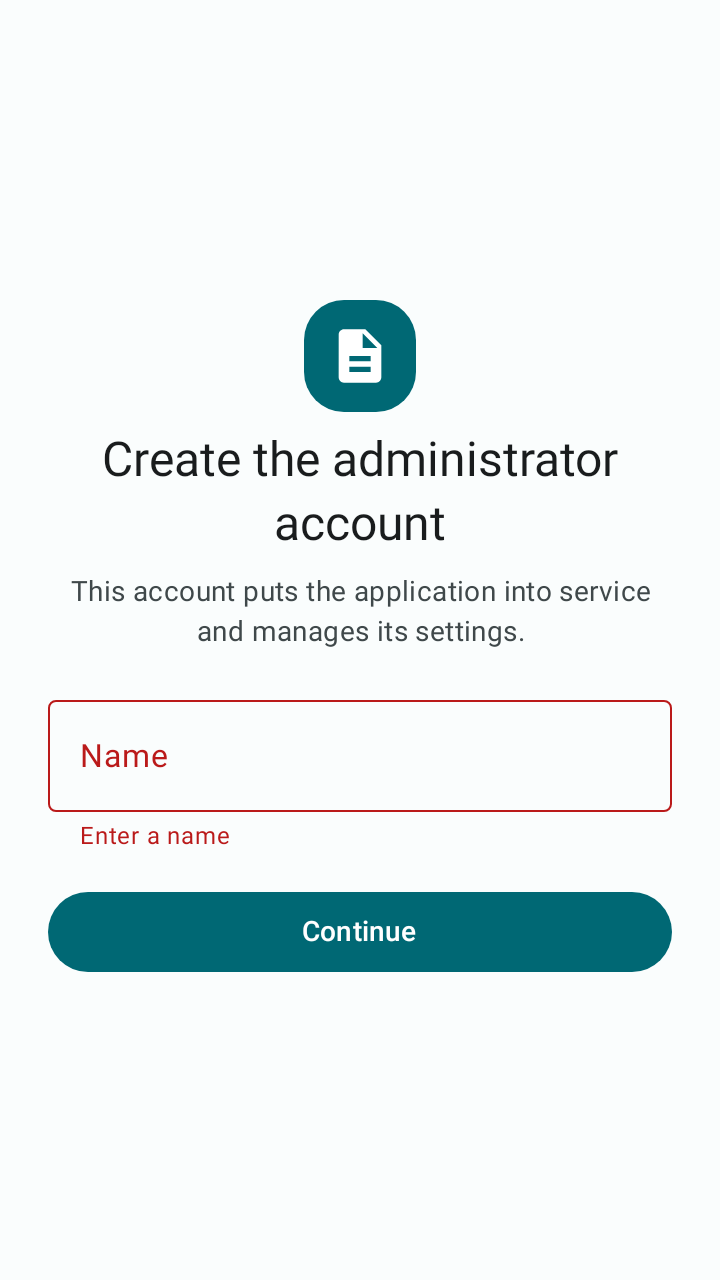 Create the administrator
account
This account puts the application into service
and manages its settings.
Name
Enter a name
Continue